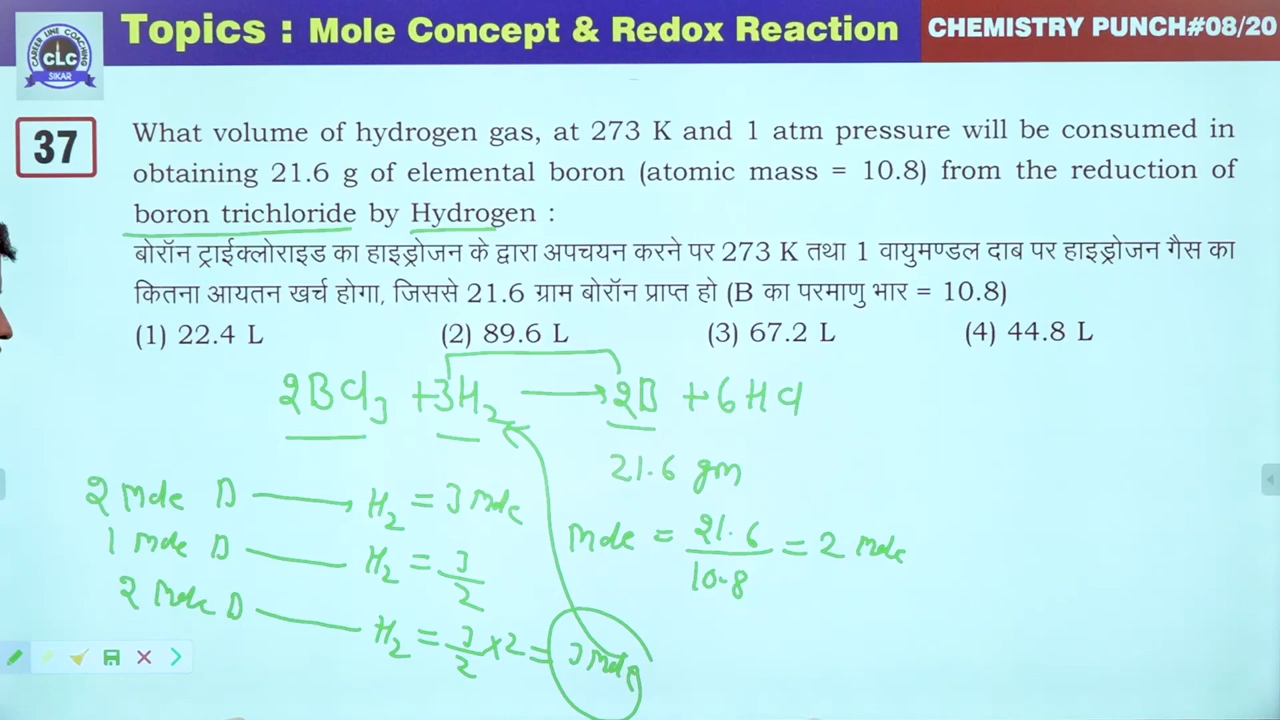 Topics : Mole Concept & Redox Reaction
CHEMISTRY PUNCH#08/20
CAREER LINE COACHING
CLC
SIKAR
37
What volume of hydrogen gas, at 273 K and 1 atm pressure will be consumed in
obtaining 21.6 g of elemental boron (atomic mass = 10.8) from the reduction of
boron trichloride by Hydrogen :
बोरॉन ट्राईक्लोराइड का हाइड्रोजन के द्वारा अपचयन करने पर 273 K तथा 1 वायुमण्डल दाब पर हाइड्रोजन गैस का
कितना आयतन खर्च होगा, जिससे 21.6 ग्राम बोरॉन प्राप्त हो (B का परमाणु भार = 10.8)
(1) 22.4 L (2) 89.6 L (3) 67.2 L (4) 44.8 L
2BCl3 + 3H2 → 2B + 6HCl
21.6 gm
2 Mole B → H2 = 3 Mole
Mole = 21.6/10.8 = 2 Mole
1 Mole B — H2 = 3/2
2 Mole B — H2 = 3/2 × 2 = 3 Mole